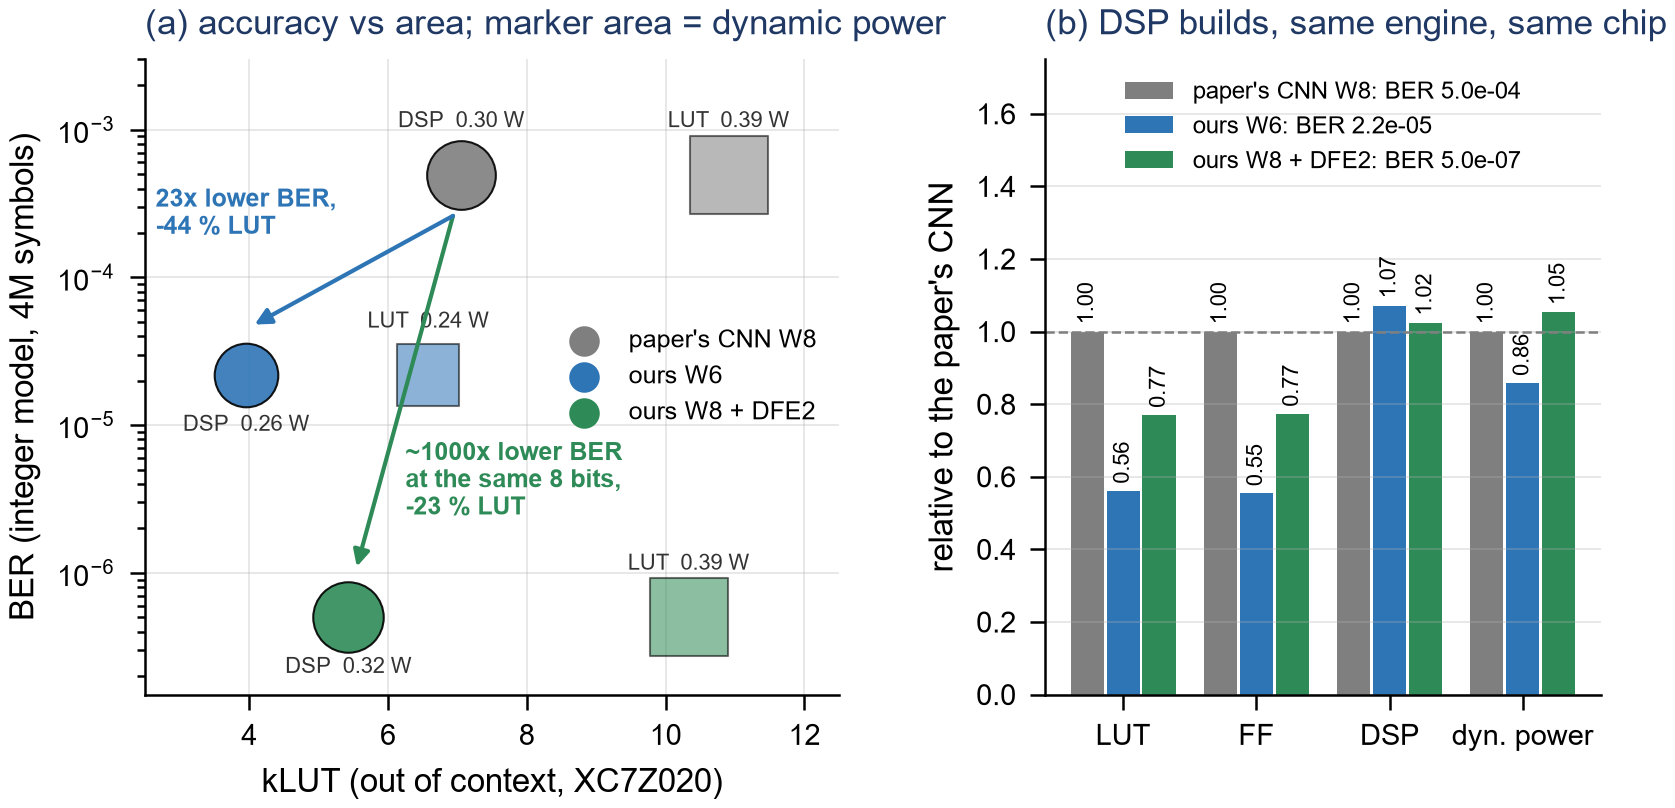 (a) accuracy vs area; marker area = dynamic power
BER (integer model, 4M symbols)
10⁻³
10⁻⁴
10⁻⁵
10⁻⁶
DSP 0.30 W
LUT 0.39 W
23x lower BER,
-44 % LUT
LUT 0.24 W
DSP 0.26 W
paper's CNN W8
ours W6
ours W8 + DFE2
~1000x lower BER
at the same 8 bits,
-23 % LUT
LUT 0.39 W
DSP 0.32 W
4 6 8 10 12
kLUT (out of context, XC7Z020)
(b) DSP builds, same engine, same chip
relative to the paper's CNN
paper's CNN W8: BER 5.0e-04
ours W6: BER 2.2e-05
ours W8 + DFE2: BER 5.0e-07
1.6
1.4
1.2
1.0
0.8
0.6
0.4
0.2
0.0
1.00 0.56 0.77
1.00 0.55 0.77
1.00 1.07 1.02
1.00 0.86 1.05
LUT FF DSP dyn. power